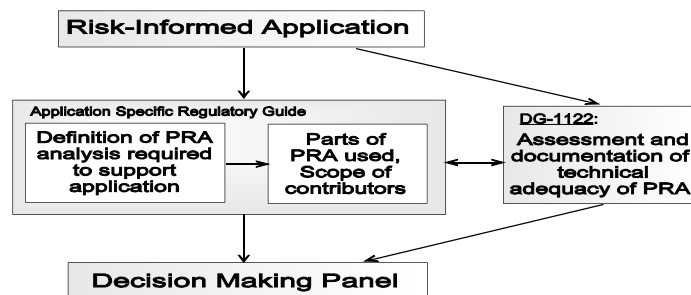 Risk-Informed Application
Application Specific Regulatory Guide
Definition of PRA
analysis required
to support
application
Parts of
PRA used,
Scope of
contributors
DG-1122:
Assessment and
documentation of
technical
adequacy of PRA
Decision Making Panel